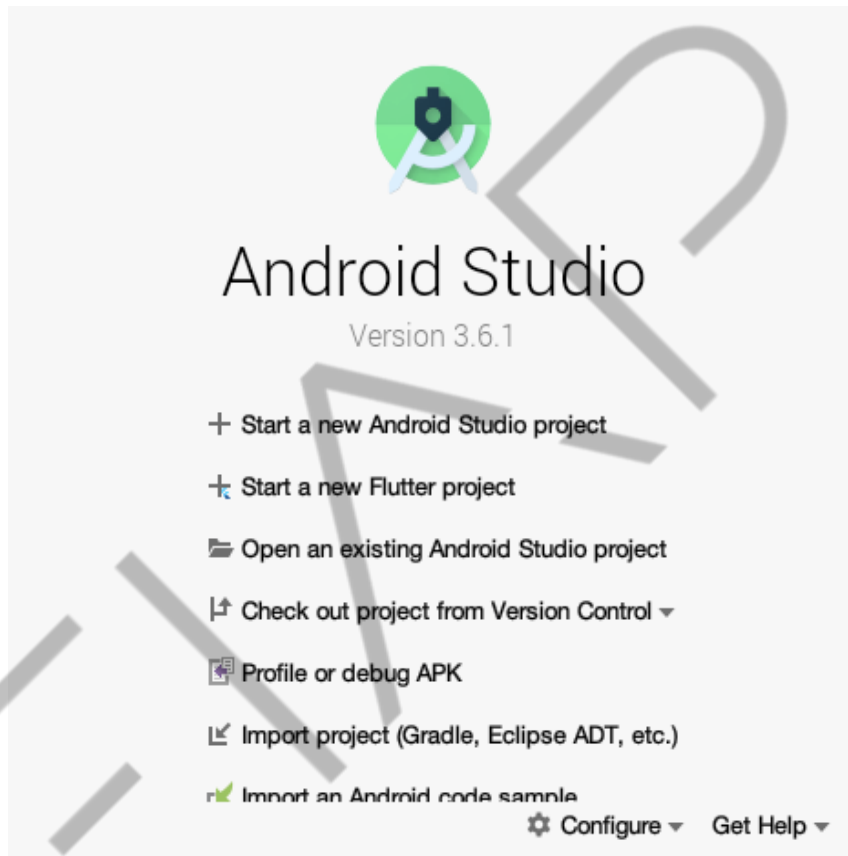 Android Studio
Version 3.6.1
Start a new Android Studio project
Start a new Flutter project
Open an existing Android Studio project
Check out project from Version Control
Profile or debug APK
Import project (Gradle, Eclipse ADT, etc.)
Import an Android code sample
Configure Get Help